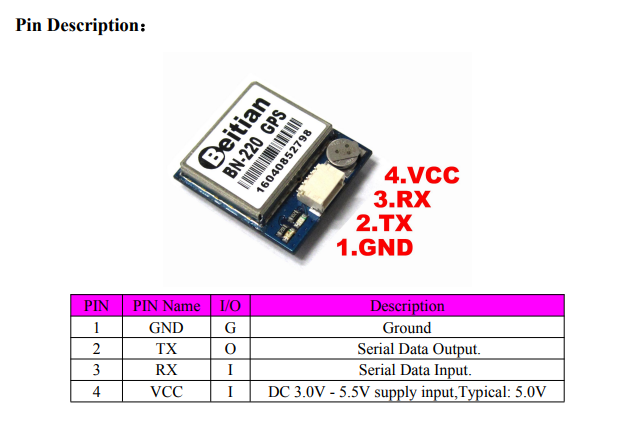 Pin Description：
Beitian
BN-220 GPS
16040852798
4.VCC
3.RX
2.TX
1.GND
PIN PIN Name I/O Description
1 GND G Ground
2 TX O Serial Data Output.
3 RX I Serial Data Input.
4 VCC I DC 3.0V - 5.5V supply input,Typical: 5.0V